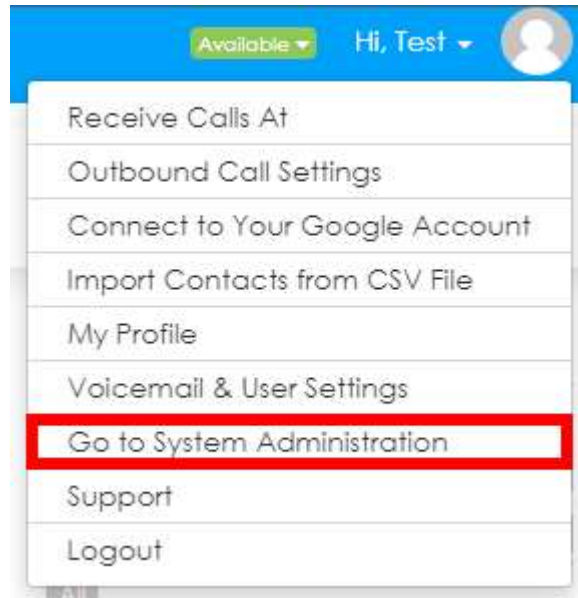 Available
Hi, Test
Receive Calls At
Outbound Call Settings
Connect to Your Google Account
Import Contacts from CSV File
My Profile
Voicemail & User Settings
Go to System Administration
Support
Logout
All